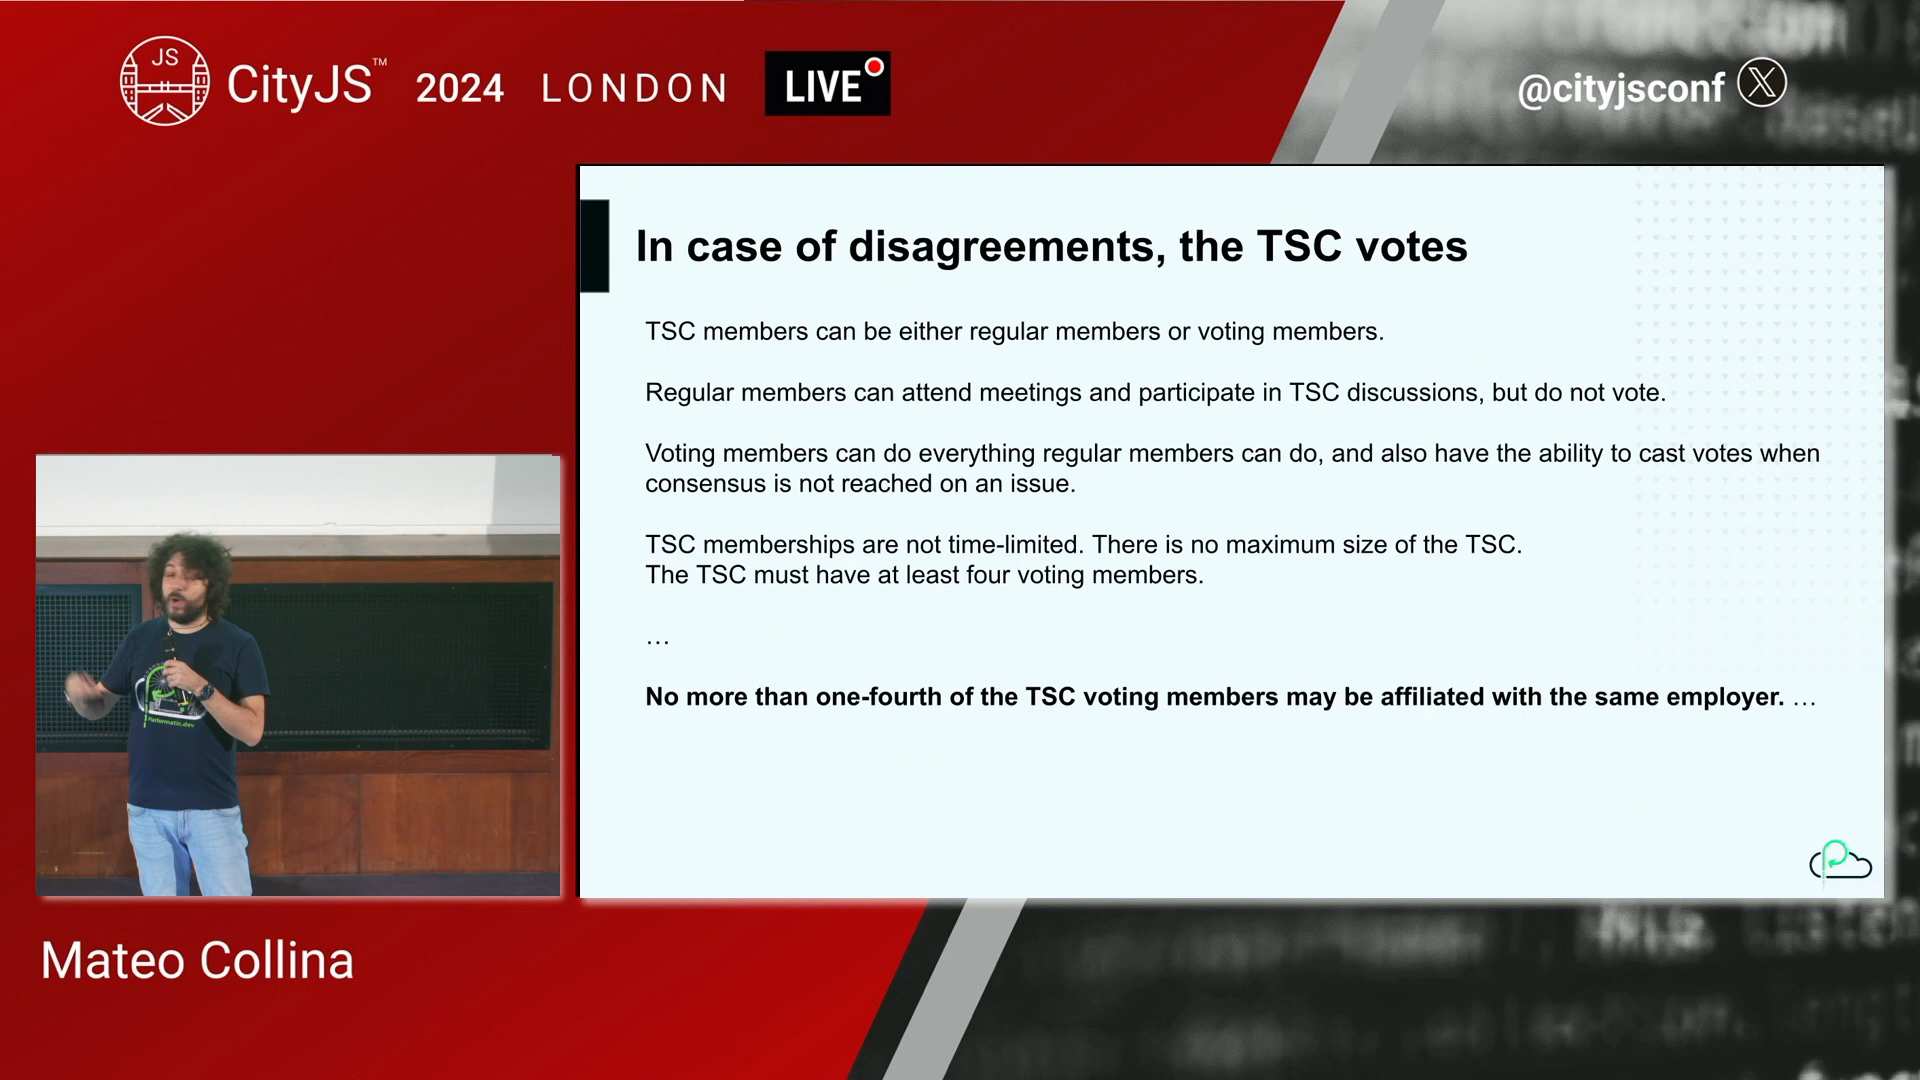 JS
CityJS™ 2024 LONDON LIVE
@cityjsconf X
In case of disagreements, the TSC votes
TSC members can be either regular members or voting members.
Regular members can attend meetings and participate in TSC discussions, but do not vote.
Voting members can do everything regular members can do, and also have the ability to cast votes when
consensus is not reached on an issue.
TSC memberships are not time-limited. There is no maximum size of the TSC.
The TSC must have at least four voting members.
…
No more than one-fourth of the TSC voting members may be affiliated with the same employer. …
Platformatic.dev
Mateo Collina